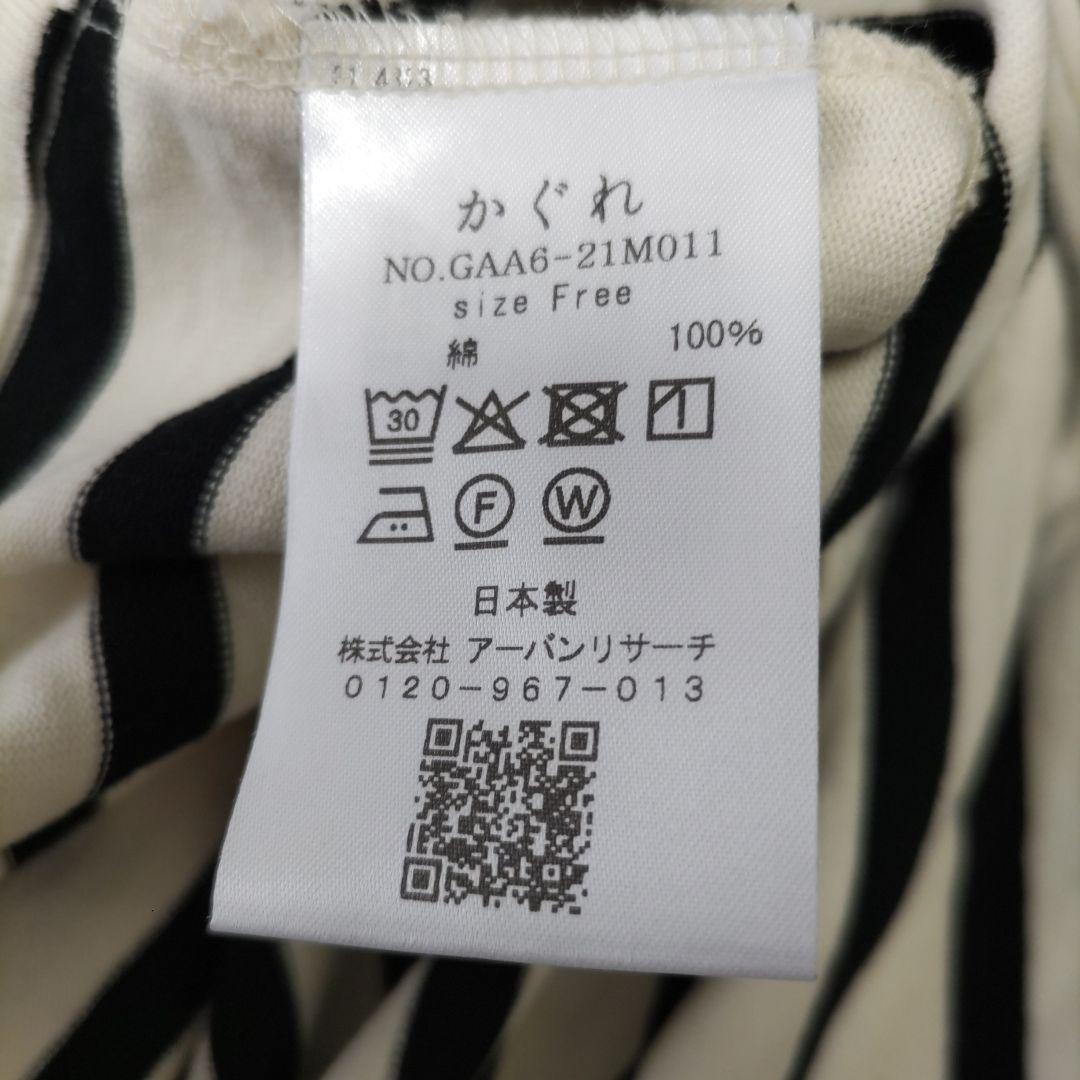 かぐれ
NO.GAA6-21M011
size Free
綿 100%
30
F W
日本製
株式会社 アーバンリサーチ
0120-967-013